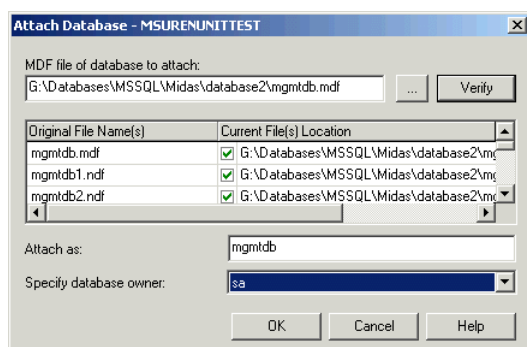 Attach Database - MSURENUNITTEST
MDF file of database to attach:
G:\Databases\MSSQL\Midas\database2\mgmtdb.mdf ... Verify
Original File Name(s) Current File(s) Location
mgmtdb.mdf G:\Databases\MSSQL\Midas\database2\mg
mgmtdb1.ndf G:\Databases\MSSQL\Midas\database2\mg
mgmtdb2.ndf G:\Databases\MSSQL\Midas\database2\mg
Attach as: mgmtdb
Specify database owner: sa
OK Cancel Help